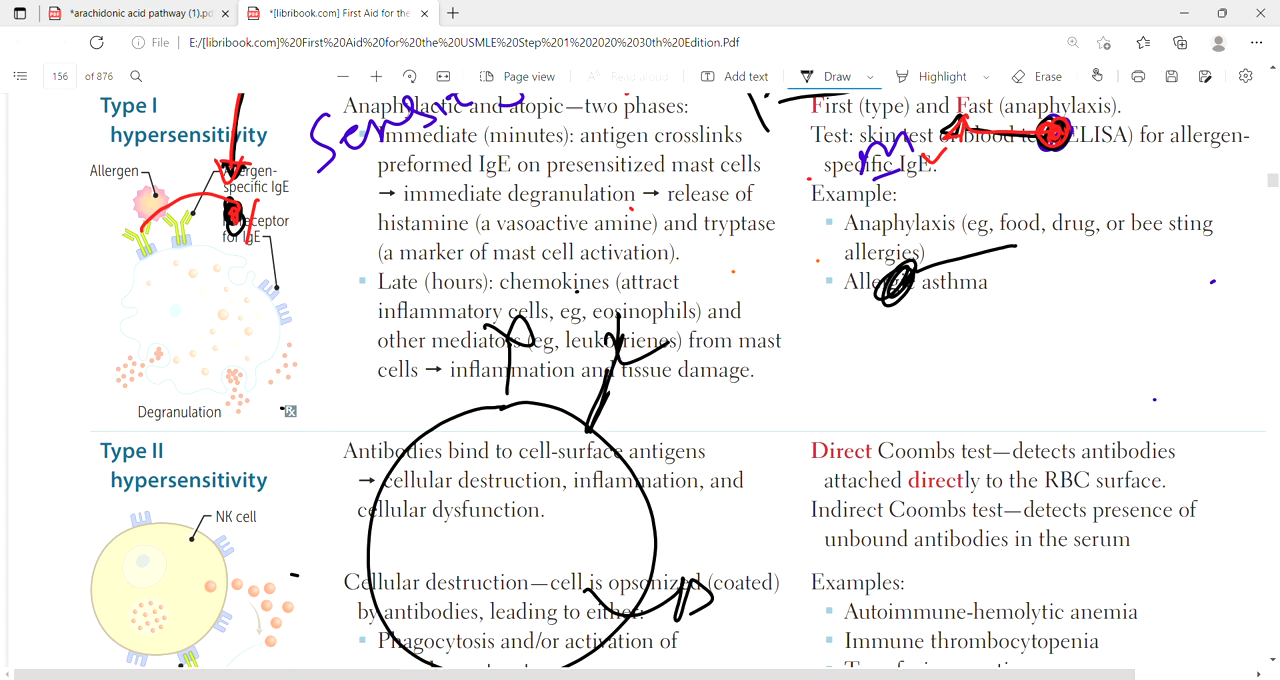 *arachidonic acid pathway (1).pd
*[libribook.com] First Aid for the
File
E:/[libribook.com]%20First%20Aid%20for%20the%20USMLE%20Step%201%202020%2030th%20Edition.Pdf
156 of 876
Page view
Read aloud
Add text
Draw
Highlight
Erase
Type I
hypersensitivity
Allergen
specific IgE
Degranulation
Rx
Anaphylactic and atopic—two phases:
Immediate (minutes): antigen crosslinks
preformed IgE on presensitized mast cells
→ immediate degranulation → release of
histamine (a vasoactive amine) and tryptase
(a marker of mast cell activation).
Late (hours): chemokines (attract
inflammatory cells, eg, eosinophils) and
other mediators (eg, leukotrienes) from mast
cells → inflammation and tissue damage.
First (type) and Fast (anaphylaxis).
Test: skin test or blood test (ELISA) for allergen-
specific IgE.
Example:
Anaphylaxis (eg, food, drug, or bee sting
allergies)
Allergic asthma
Type II
hypersensitivity
NK cell
Antibodies bind to cell-surface antigens
→ cellular destruction, inflammation, and
cellular dysfunction.
Cellular destruction—cell is opsonized (coated)
by antibodies, leading to either:
Phagocytosis and/or activation of
Direct Coombs test—detects antibodies
attached directly to the RBC surface.
Indirect Coombs test—detects presence of
unbound antibodies in the serum
Examples:
Autoimmune-hemolytic anemia
Immune thrombocytopenia